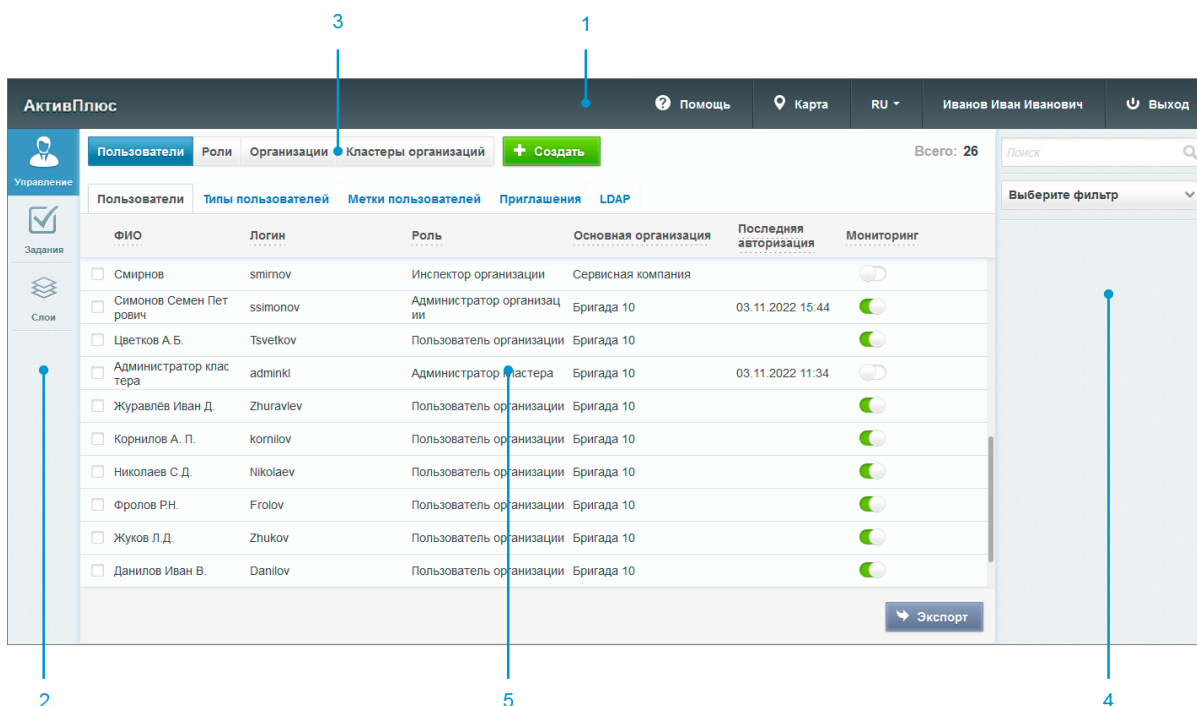 3
1
АктивПлюс
Помощь
Карта
RU
Иванов Иван Иванович
Выход
Управление
Задания
Слои
Пользователи
Роли
Организации
Кластеры организаций
+ Создать
Всего: 26
Поиск
Выберите фильтр
Пользователи
Типы пользователей
Метки пользователей
Приглашения
LDAP
ФИО
Логин
Роль
Основная организация
Последняя
авторизация
Мониторинг
Смирнов smirnov Инспектор организации Сервисная компания
Симонов Семен Пет
рович
ssimonov
Администратор организац
ии
Бригада 10
03.11.2022 15:44
Цветков А.Б. Tsvetkov Пользователь организации Бригада 10
Администратор клас
тера
adminkl
Администратор кластера
Бригада 10
03.11.2022 11:34
Журавлёв Иван Д. Zhuravlev Пользователь организации Бригада 10
Корнилов А. П. kornilov Пользователь организации Бригада 10
Николаев С.Д. Nikolaev Пользователь организации Бригада 10
Фролов Р.Н. Frolov Пользователь организации Бригада 10
Жуков Л.Д. Zhukov Пользователь организации Бригада 10
Данилов Иван В. Danilov Пользователь организации Бригада 10
Экспорт
2
5
4